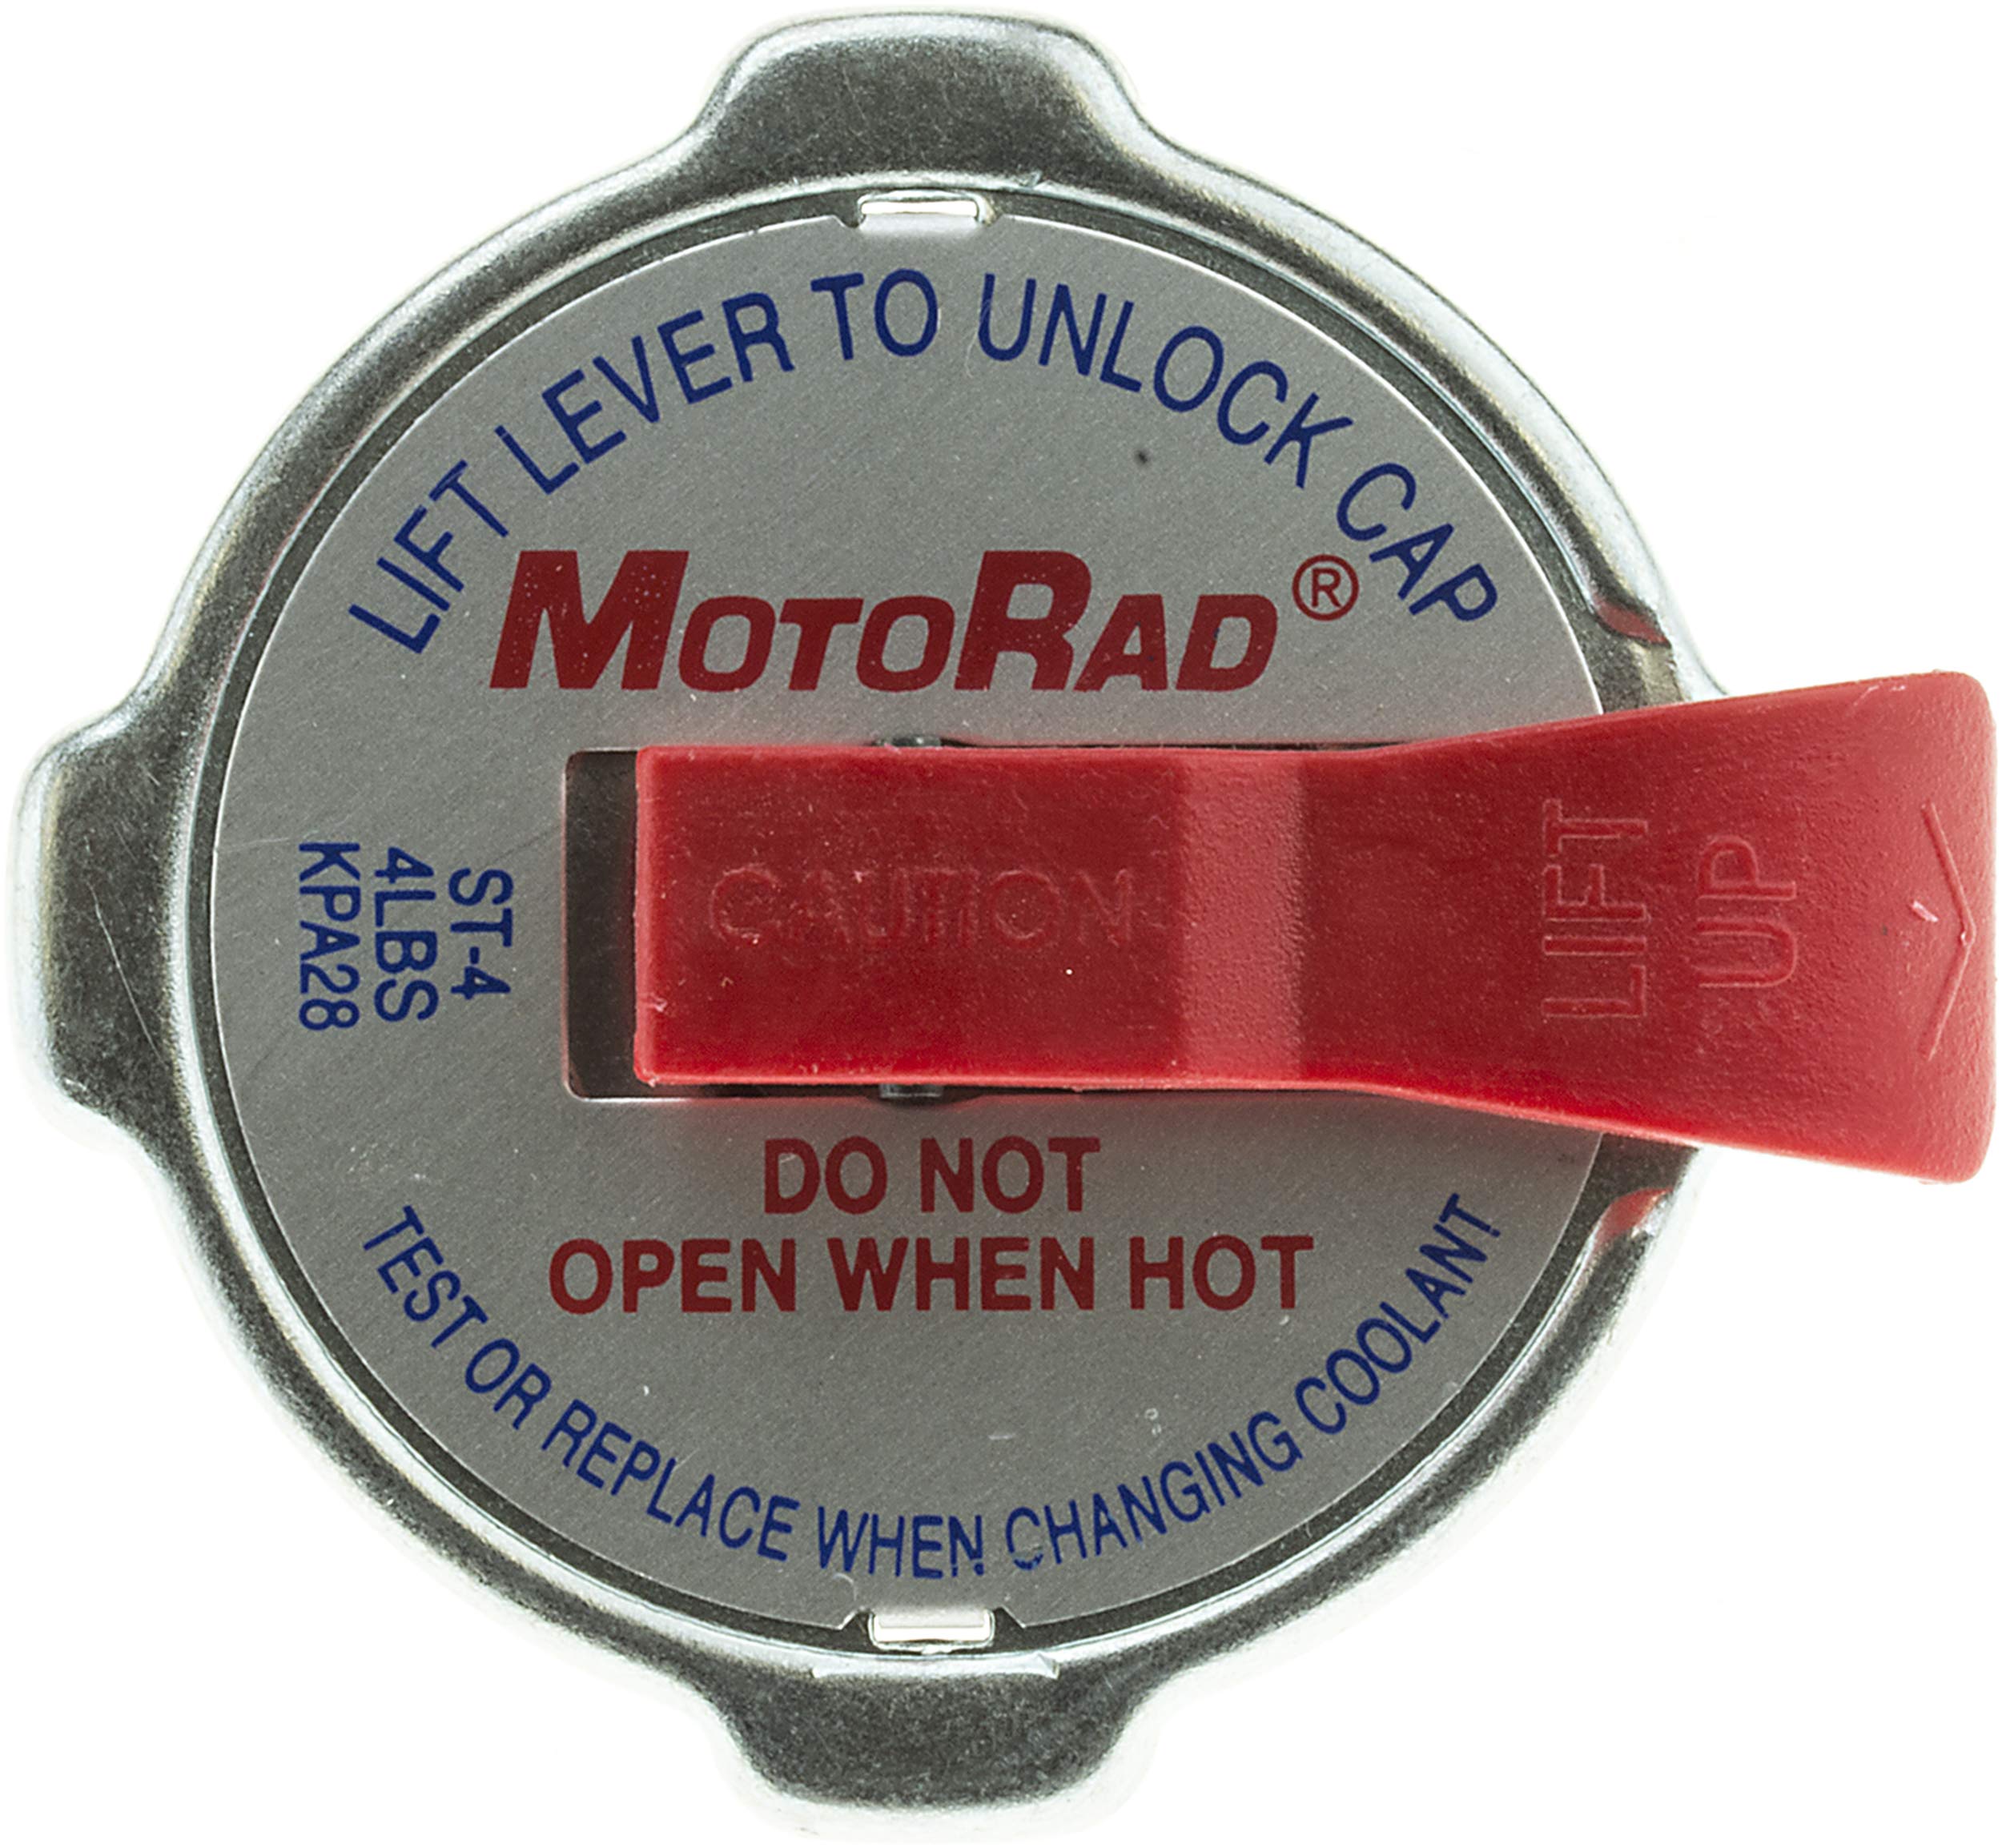 LIFT LEVER TO UNLOCK CAP
MOTORAD®
ST-4
4LBS
KPA28
CAUTION
LIFT
UP
DO NOT
OPEN WHEN HOT
TEST OR REPLACE WHEN CHANGING COOLANT